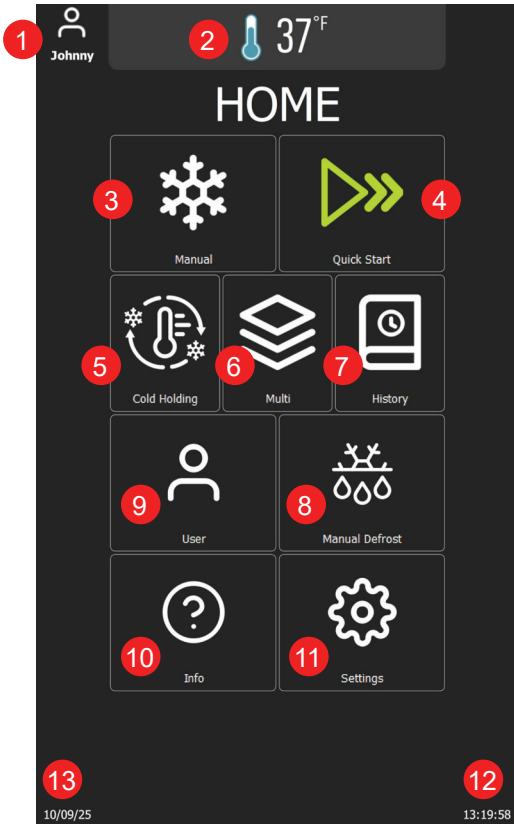 1
Johnny
2
37°F
HOME
3
Manual
4
Quick Start
5
Cold Holding
6
Multi
7
History
9
User
8
Manual Defrost
10
?
Info
11
Settings
13
10/09/25
12
13:19:58